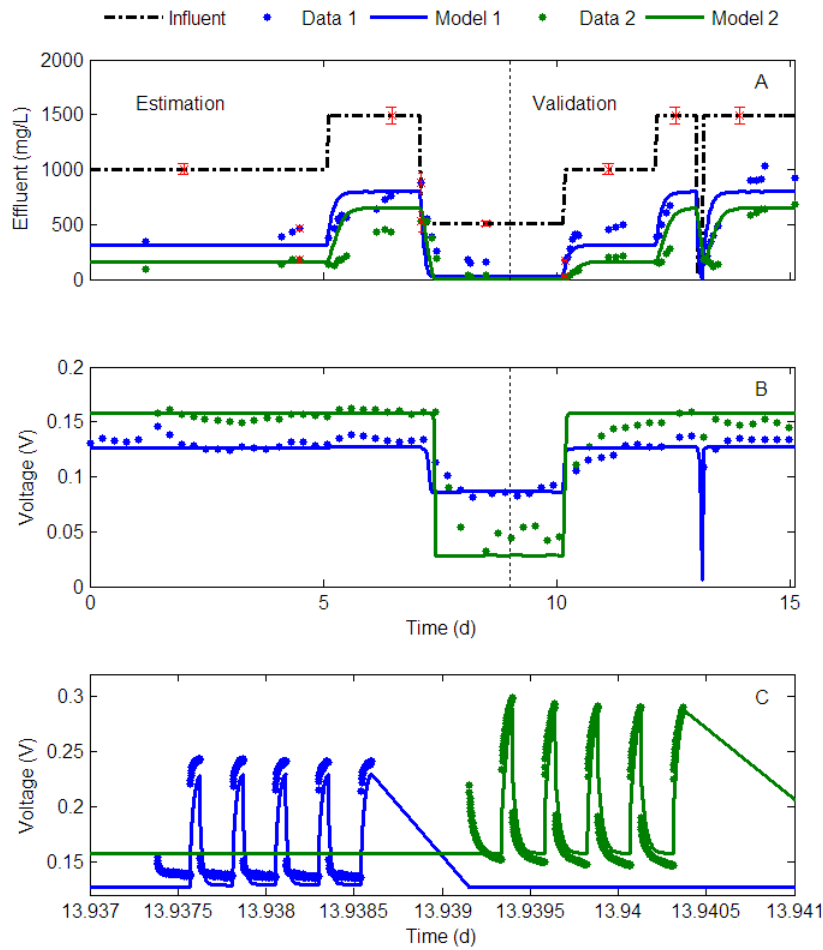 Influent Data 1 Model 1 Data 2 Model 2
2000
1500
1000
500
0
Effluent (mg/L)
Estimation Validation A
0.2
0.15
0.1
0.05
0
Voltage (V)
B
0 5 10 15
Time (d)
0.3
0.25
0.2
0.15
Voltage (V)
C
13.937 13.9375 13.938 13.9385 13.939 13.9395 13.94 13.9405 13.941
Time (d)